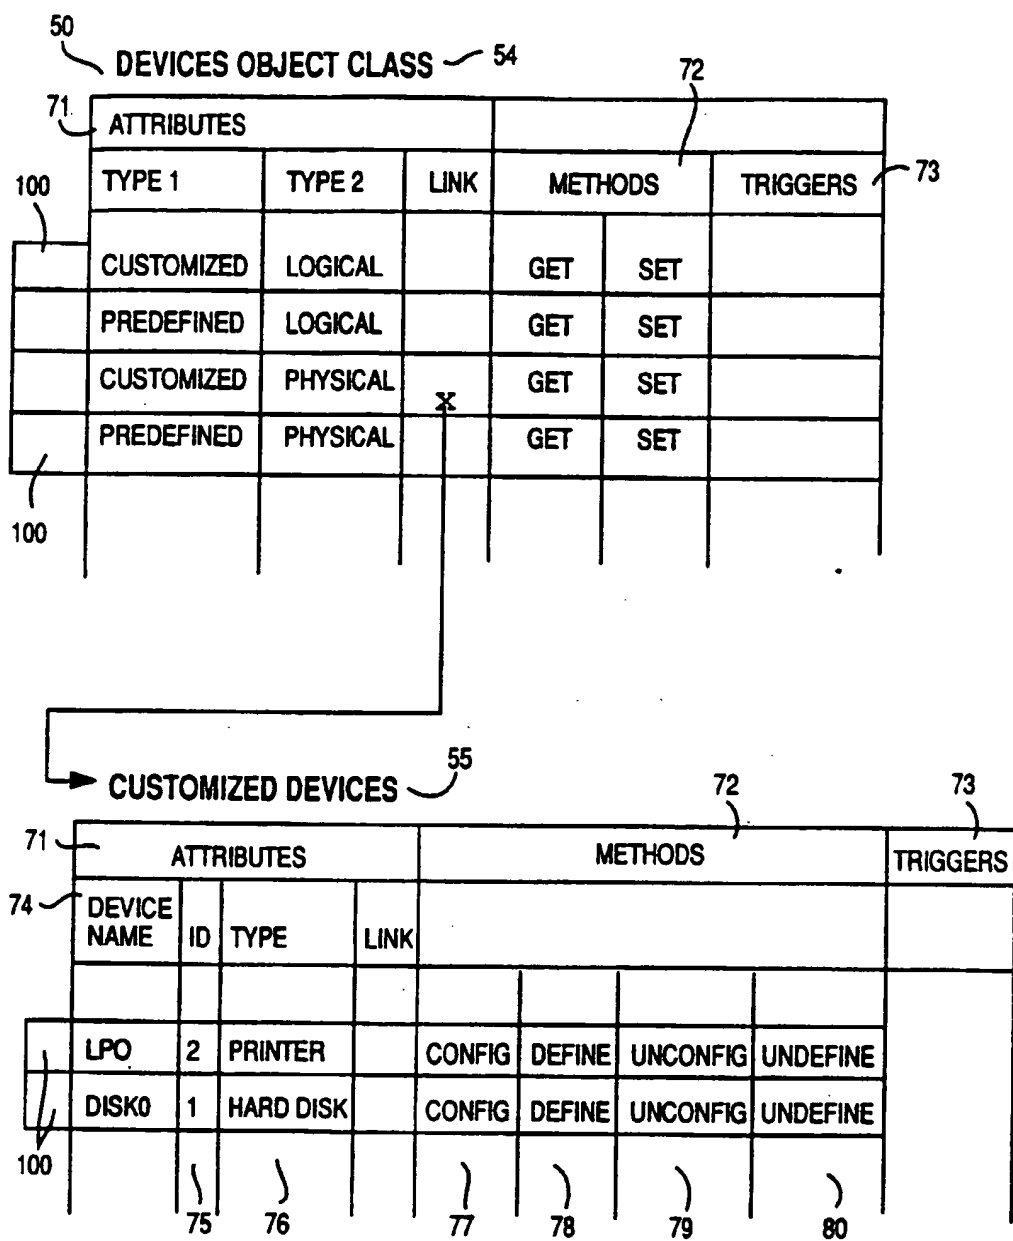 50
DEVICES OBJECT CLASS 54
72
71 ATTRIBUTES
100 TYPE 1 TYPE 2 LINK METHODS TRIGGERS 73
CUSTOMIZED LOGICAL GET SET
PREDEFINED LOGICAL GET SET
CUSTOMIZED PHYSICAL X GET SET
PREDEFINED PHYSICAL GET SET
100
CUSTOMIZED DEVICES 55
72 73
71 ATTRIBUTES METHODS TRIGGERS
74 DEVICE
NAME ID TYPE LINK
LPO 2 PRINTER CONFIG DEFINE UNCONFIG UNDEFINE
DISK0 1 HARD DISK CONFIG DEFINE UNCONFIG UNDEFINE
100
75 76 77 78 79 80